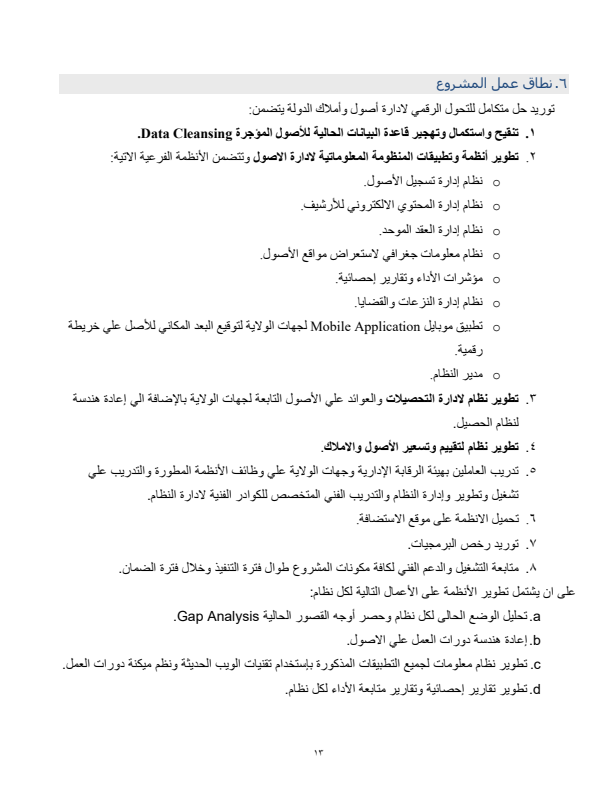 ٦. نطاق عمل المشروع
توريد حل متكامل للتحول الرقمي لادارة أصول وأملاك الدولة يتضمن:
١. تنقيح واستكمال وتهجير قاعدة البيانات الحالية للأصول المؤجرة Data Cleansing.
٢. تطوير أنظمة وتطبيقات المنظومة المعلوماتية لادارة الاصول وتتضمن الأنظمة الفرعية الاتية:
o نظام إدارة تسجيل الأصول.
o نظام إدارة المحتوي الالكتروني للأرشيف.
o نظام إدارة العقد الموحد.
o نظام معلومات جغرافي لاستعراض مواقع الأصول.
o مؤشرات الأداء وتقارير إحصائية.
o نظام إدارة النزعات والقضايا.
o تطبيق موبايل Mobile Application لجهات الولاية لتوقيع البعد المكاني للأصل علي خريطة
رقمية.
o مدير النظام.
٣. تطوير نظام لادارة التحصيلات والعوائد علي الأصول التابعة لجهات الولاية بالإضافة الي إعادة هندسة
لنظام الحصيل.
٤. تطوير نظام لتقييم وتسعير الأصول والاملاك.
٥. تدريب العاملين بهيئة الرقابة الإدارية وجهات الولاية علي وظائف الأنظمة المطورة والتدريب علي
تشغيل وتطوير وإدارة النظام والتدريب الفني المتخصص للكوادر الفنية لادارة النظام.
٦. تحميل الانظمة على موقع الاستضافة.
٧. توريد رخص البرمجيات.
٨. متابعة التشغيل والدعم الفني لكافة مكونات المشروع طوال فترة التنفيذ وخلال فترة الضمان.
على ان يشتمل تطوير الأنظمة على الأعمال التالية لكل نظام:
a. تحليل الوضع الحالى لكل نظام وحصر أوجه القصور الحالية Gap Analysis.
b. إعادة هندسة دورات العمل علي الاصول.
c. تطوير نظام معلومات لجميع التطبيقات المذكورة بإستخدام تقنيات الويب الحديثة ونظم ميكنة دورات العمل.
d. تطوير تقارير إحصائية وتقارير متابعة الأداء لكل نظام.
١٣